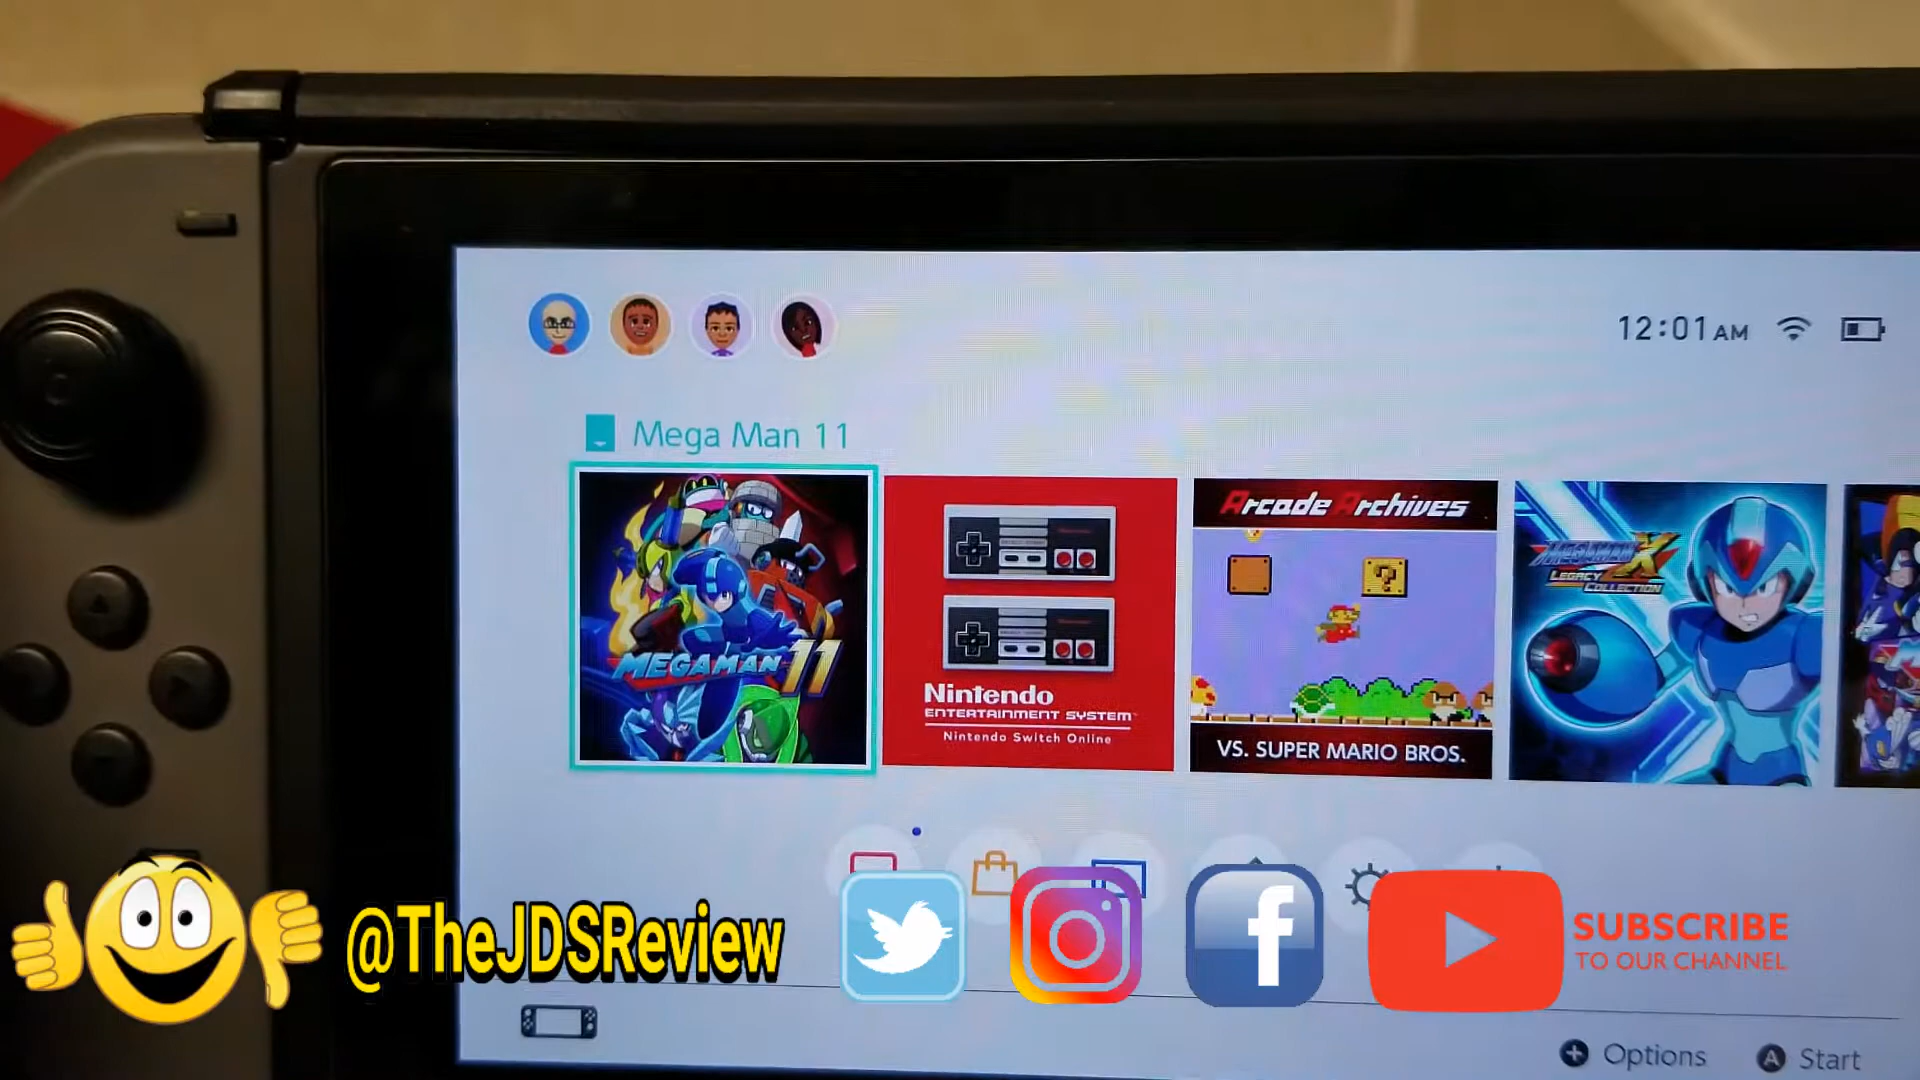 12:01 AM
Mega Man 11
MEGAMAN 11
Nintendo
ENTERTAINMENT SYSTEM™
Nintendo Switch Online
Arcade Archives
VS. SUPER MARIO BROS.
MEGAMAN X
LEGACY
COLLECTION
@TheJDSReview
SUBSCRIBE
TO OUR CHANNEL
Options
A Start